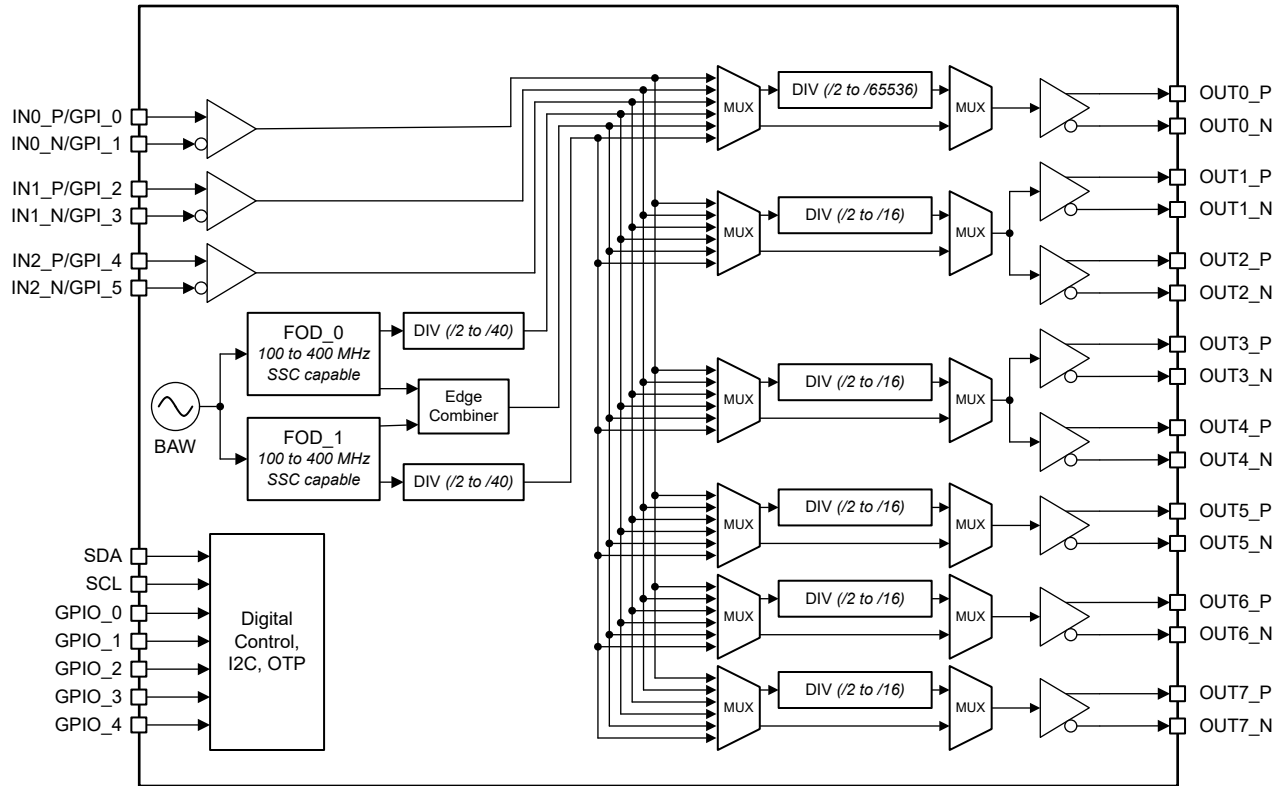 IN0_P/GPI_0
IN0_N/GPI_1
IN1_P/GPI_2
IN1_N/GPI_3
IN2_P/GPI_4
IN2_N/GPI_5
BAW
FOD_0
100 to 400 MHz
SSC capable
FOD_1
100 to 400 MHz
SSC capable
DIV (/2 to /40)
Edge
Combiner
DIV (/2 to /40)
SDA
SCL
GPIO_0
GPIO_1
GPIO_2
GPIO_3
GPIO_4
Digital
Control,
I2C, OTP
MUX
DIV (/2 to /65536)
MUX
OUT0_P
OUT0_N
MUX
DIV (/2 to /16)
MUX
OUT1_P
OUT1_N
OUT2_P
OUT2_N
MUX
DIV (/2 to /16)
MUX
OUT3_P
OUT3_N
OUT4_P
OUT4_N
MUX
DIV (/2 to /16)
MUX
OUT5_P
OUT5_N
MUX
DIV (/2 to /16)
MUX
OUT6_P
OUT6_N
MUX
DIV (/2 to /16)
MUX
OUT7_P
OUT7_N